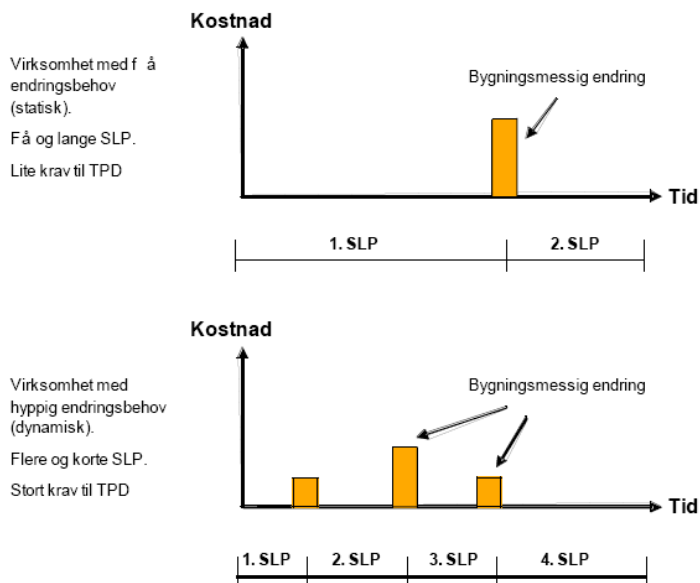 Kostnad
Virksomhet med f å
endringsbehov
(statisk).
Få og lange SLP.
Lite krav til TPD
Bygningsmessig endring
Tid
1. SLP
2. SLP
Kostnad
Virksomhet med
hyppig endringsbehov
(dynamisk).
Flere og korte SLP.
Stort krav til TPD
Bygningsmessig endring
Tid
1. SLP
2. SLP
3. SLP
4. SLP